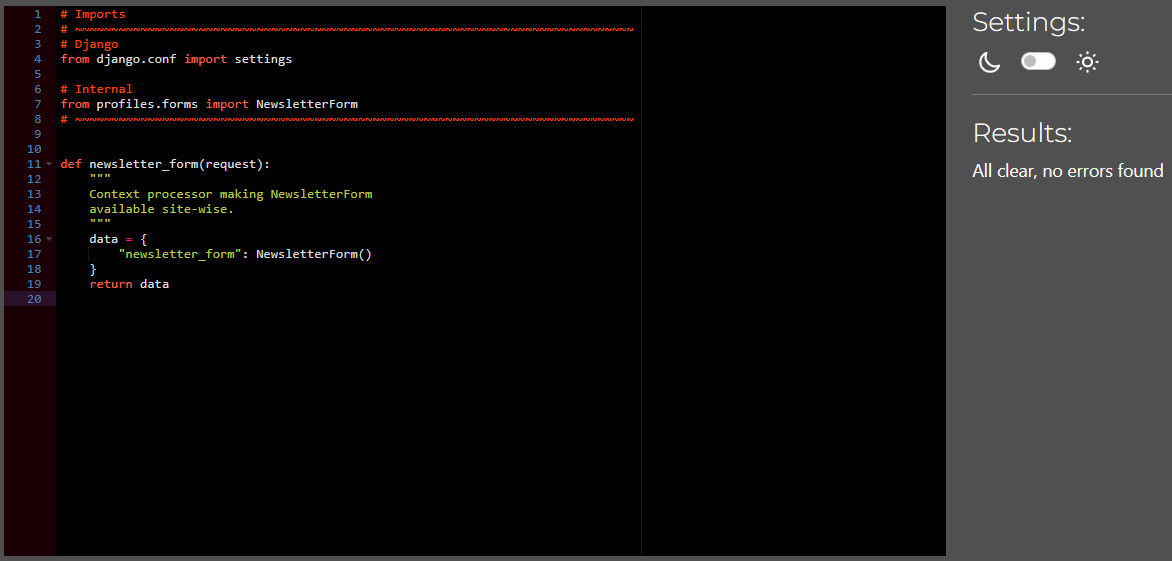 1 # Imports
2 # ~~~~~~~~~~~~~~~~~~~~~~~~~~~~~~~~~~~~~~~~~~~~~~~~~~~~~~~~~~~~~~~~~~~~~~~~~~~~~
3 # Django
4 from django.conf import settings
5
6 # Internal
7 from profiles.forms import NewsletterForm
8 # ~~~~~~~~~~~~~~~~~~~~~~~~~~~~~~~~~~~~~~~~~~~~~~~~~~~~~~~~~~~~~~~~~~~~~~~~~~~~~
9
10
11 def newsletter_form(request):
12     """
13     Context processor making NewsletterForm
14     available site-wise.
15     """
16     data = {
17         "newsletter_form": NewsletterForm()
18     }
19     return data
20
Settings:
Results:
All clear, no errors found